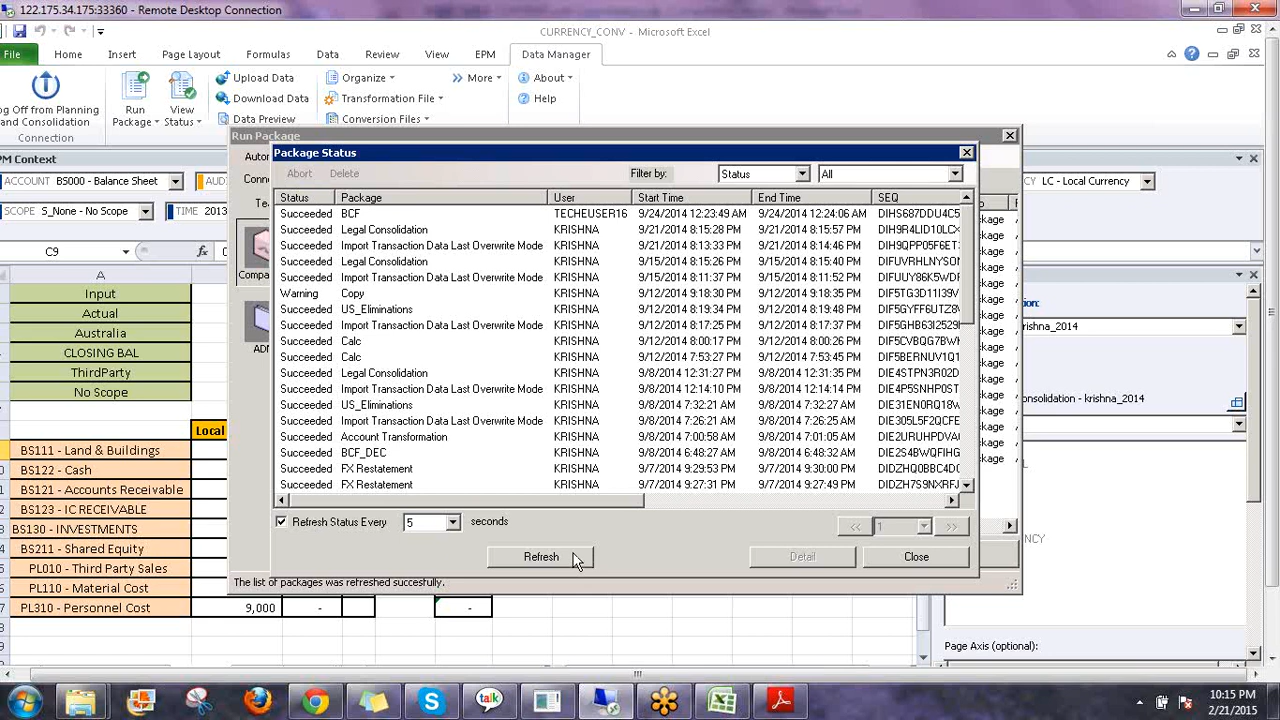 122.175.34.175:33360 - Remote Desktop Connection
CURRENCY_CONV - Microsoft Excel
File Home Insert Page Layout Formulas Data Review View EPM Data Manager
Upload Data Organize More About
Download Data Transformation File Help
Log Off from Planning and Consolidation
Run Package View Status
Data Preview Conversion Files
Connection
Run Package
EPM Context
ACCOUNT BS000 - Balance Sheet LC - Local Currency
SCOPE S_None - No Scope TIME 2013
C9 fx
Package Status
Abort Delete Filter by: Status All
Status Package User Start Time End Time SEQ
Succeeded BCF TECHEUSER16 9/24/2014 12:23:49 AM 9/24/2014 12:24:06 AM DIHS687DDU4C5
Succeeded Legal Consolidation KRISHNA 9/21/2014 8:15:28 PM 9/21/2014 8:15:57 PM DIH9R4LID10LC
Succeeded Import Transaction Data Last Overwrite Mode KRISHNA 9/21/2014 8:13:33 PM 9/21/2014 8:14:46 PM DIH9QPP05F6ET
Succeeded Legal Consolidation KRISHNA 9/15/2014 8:15:26 PM 9/15/2014 8:15:40 PM DIFUVRHLNYSON
Succeeded Import Transaction Data Last Overwrite Mode KRISHNA 9/15/2014 8:11:37 PM 9/15/2014 8:11:52 PM DIFUUY86K5WD
Warning Copy KRISHNA 9/12/2014 9:18:30 PM 9/12/2014 9:18:35 PM DIF5TG3D11I39V
Succeeded US_Eliminations KRISHNA 9/12/2014 8:19:34 PM 9/12/2014 8:19:48 PM DIF5GYFF6UTZ8
Succeeded Import Transaction Data Last Overwrite Mode KRISHNA 9/12/2014 8:17:25 PM 9/12/2014 8:17:37 PM DIF5GHB63I2529
Succeeded Calc KRISHNA 9/12/2014 8:00:17 PM 9/12/2014 8:00:26 PM DIF5CVBQG7BW
Succeeded Calc KRISHNA 9/12/2014 7:53:27 PM 9/12/2014 7:53:45 PM DIF5BERNUV1Q1
Succeeded Legal Consolidation KRISHNA 9/8/2014 12:31:27 PM 9/8/2014 12:31:35 PM DIE4STPN3R02D
Succeeded Import Transaction Data Last Overwrite Mode KRISHNA 9/8/2014 12:14:10 PM 9/8/2014 12:14:14 PM DIE4P5SNHP0ST
Succeeded US_Eliminations KRISHNA 9/8/2014 7:32:21 AM 9/8/2014 7:32:27 AM DIE31EN0RQ18W
Succeeded Import Transaction Data Last Overwrite Mode KRISHNA 9/8/2014 7:26:21 AM 9/8/2014 7:26:25 AM DIE305L5F2QCFE
Succeeded Account Transformation KRISHNA 9/8/2014 7:00:58 AM 9/8/2014 7:01:05 AM DIE2URUHPDVA
Succeeded BCF_DEC KRISHNA 9/8/2014 6:48:27 AM 9/8/2014 6:48:32 AM DIE2S4BWQFIHG
Succeeded FX Restatement KRISHNA 9/7/2014 9:29:53 PM 9/7/2014 9:30:00 PM DIDZHQ0BBC4D
Succeeded FX Restatement KRISHNA 9/7/2014 9:27:31 PM 9/7/2014 9:27:49 PM DIDZH7S9NXRFJ
Refresh Status Every 5 seconds
<< 1 >>
Refresh Detail Close
The list of packages was refreshed succesfully.
A
Input
Actual
Australia
CLOSING BAL
ThirdParty
No Scope
Local
BS111 - Land & Buildings
BS122 - Cash
BS121 - Accounts Receivable
BS123 - IC RECEIVABLE
BS130 - INVESTMENTS
BS211 - Shared Equity
PL010 - Third Party Sales
PL110 - Material Cost
PL310 - Personnel Cost 9,000 - -
krishna_2014
consolidation - krishna_2014
Page Axis (optional):
talk
10:15 PM
2/21/2015